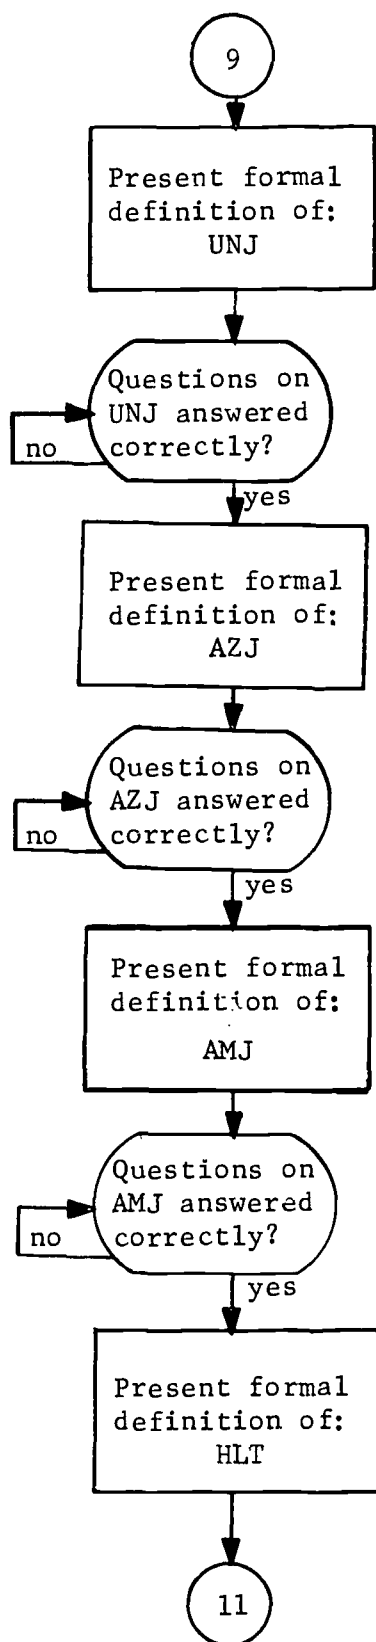 9
Present formal
definition of:
UNJ
Questions on
UNJ answered
correctly?
no
yes
Present formal
definition of:
AZJ
Questions on
AZJ answered
correctly?
no
yes
Present formal
definition of:
AMJ
Questions on
AMJ answered
correctly?
no
yes
Present formal
definition of:
HLT
11